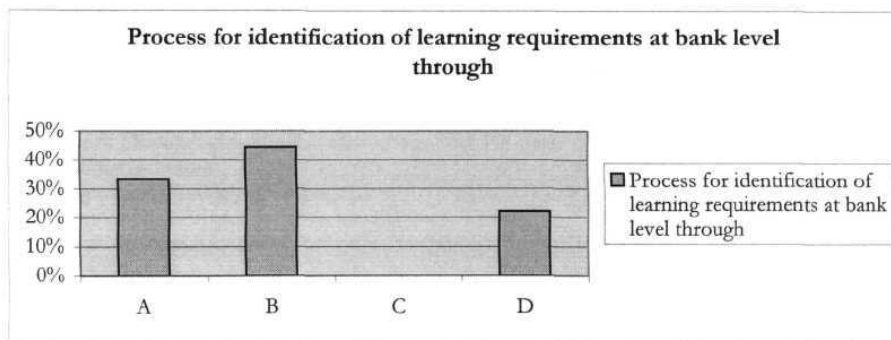 Process for identification of learning requirements at bank level
through
50%
40%
30%
20%
10%
0%
A B C D
Process for identification of
learning requirements at bank
level through